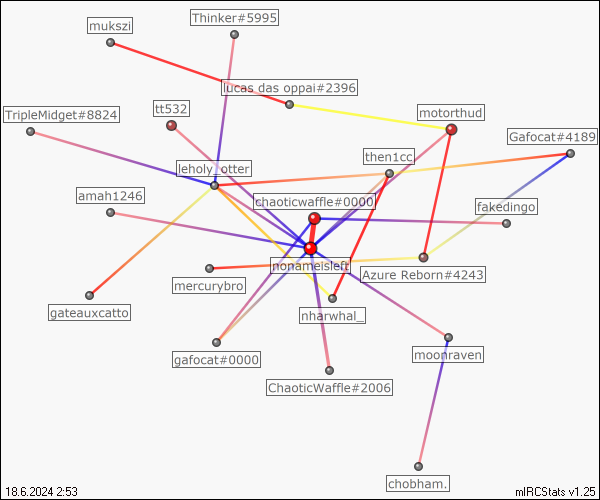 Thinker#5995
mukszi
lucas das oppai#2396
TripleMidget#8824
tt532
motorthud
Gafocat#4189
then1cc
leholy_otter
amah1246
chaoticwaffle#0000
fakedingo
nonameisleft
Azure Reborn#4243
mercurybro
gateauxcatto
nharwhal_
gafocat#0000
moonraven
ChaoticWaffle#2006
chobham.
18.6.2024 2:53
mIRCStats v1.25